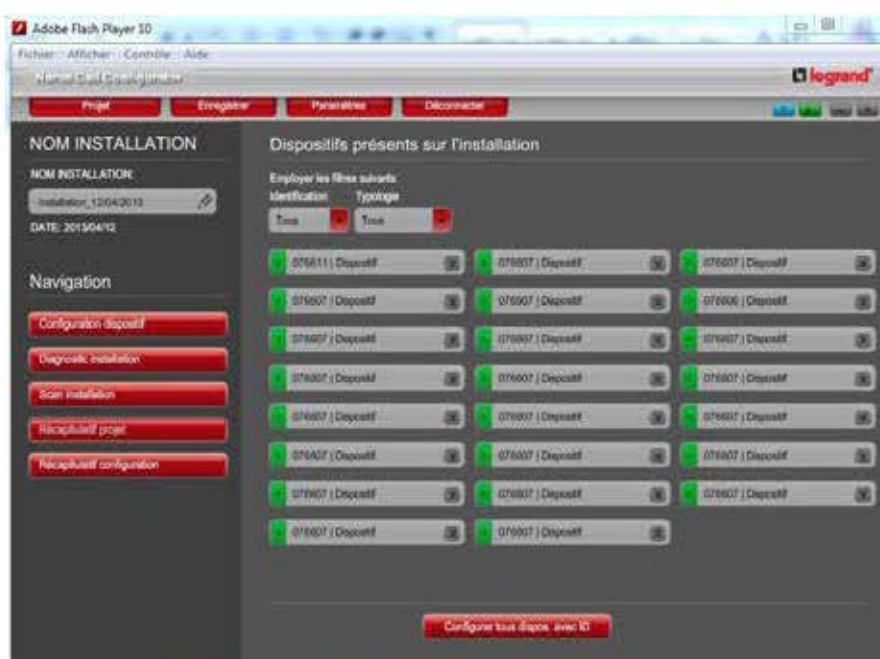 Adobe Flash Player 10
Fichier Afficher Contrôle Aide
legrand
Projet Enregistrer Paramètres Déconnecter
NOM INSTALLATION
NOM INSTALLATION:
Installation_12/04/2013
DATE: 2013/04/12
Navigation
Configuration dispositif
Diagnostic installation
Scan installation
Récapitulatif projet
Récapitulatif configuration
Dispositifs présents sur l'installation
Employer les filtres suivants
Identification Typologie
Tous Tous
076611 | Dispositif 076607 | Dispositif 076607 | Dispositif
076607 | Dispositif 076607 | Dispositif 076606 | Dispositif
076607 | Dispositif 076607 | Dispositif 076607 | Dispositif
076607 | Dispositif 076607 | Dispositif 076607 | Dispositif
076607 | Dispositif 076607 | Dispositif 076607 | Dispositif
076607 | Dispositif 076607 | Dispositif 076607 | Dispositif
076607 | Dispositif 076607 | Dispositif 076607 | Dispositif
076607 | Dispositif 076607 | Dispositif
Configurer tous dispos. avec ID